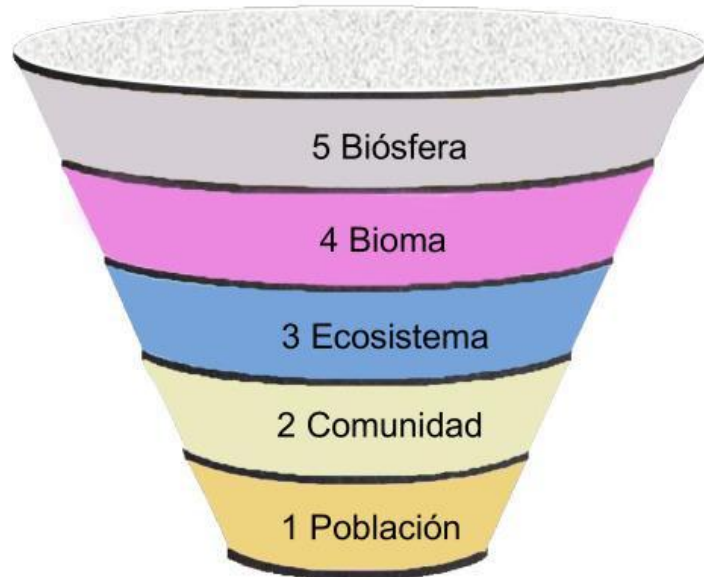 5 Biósfera
4 Bioma
3 Ecosistema
2 Comunidad
1 Población